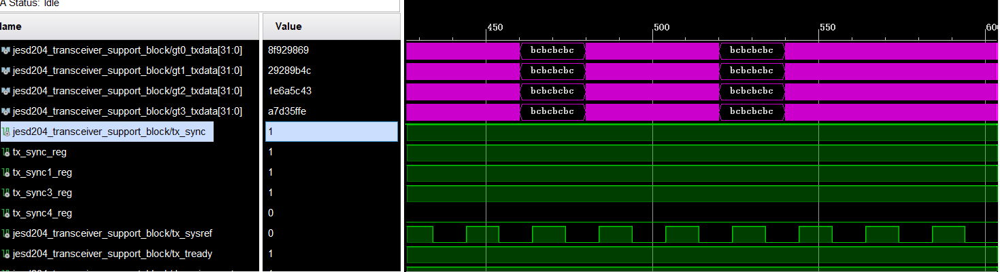 A Status: Idle
lame Value
450 500 550 600
jesd204_transceiver_support_block/gt0_txdata[31:0] 8f929869 bcbcbcbc bcbcbcbc
jesd204_transceiver_support_block/gt1_txdata[31:0] 29289b4c bcbcbcbc bcbcbcbc
jesd204_transceiver_support_block/gt2_txdata[31:0] 1e6a5c43 bcbcbcbc bcbcbcbc
jesd204_transceiver_support_block/gt3_txdata[31:0] a7d35ffe bcbcbcbc bcbcbcbc
jesd204_transceiver_support_block/tx_sync 1
tx_sync_reg 1
tx_sync1_reg 1
tx_sync3_reg 1
tx_sync4_reg 0
jesd204_transceiver_support_block/tx_sysref 0
jesd204_transceiver_support_block/tx_tready 1